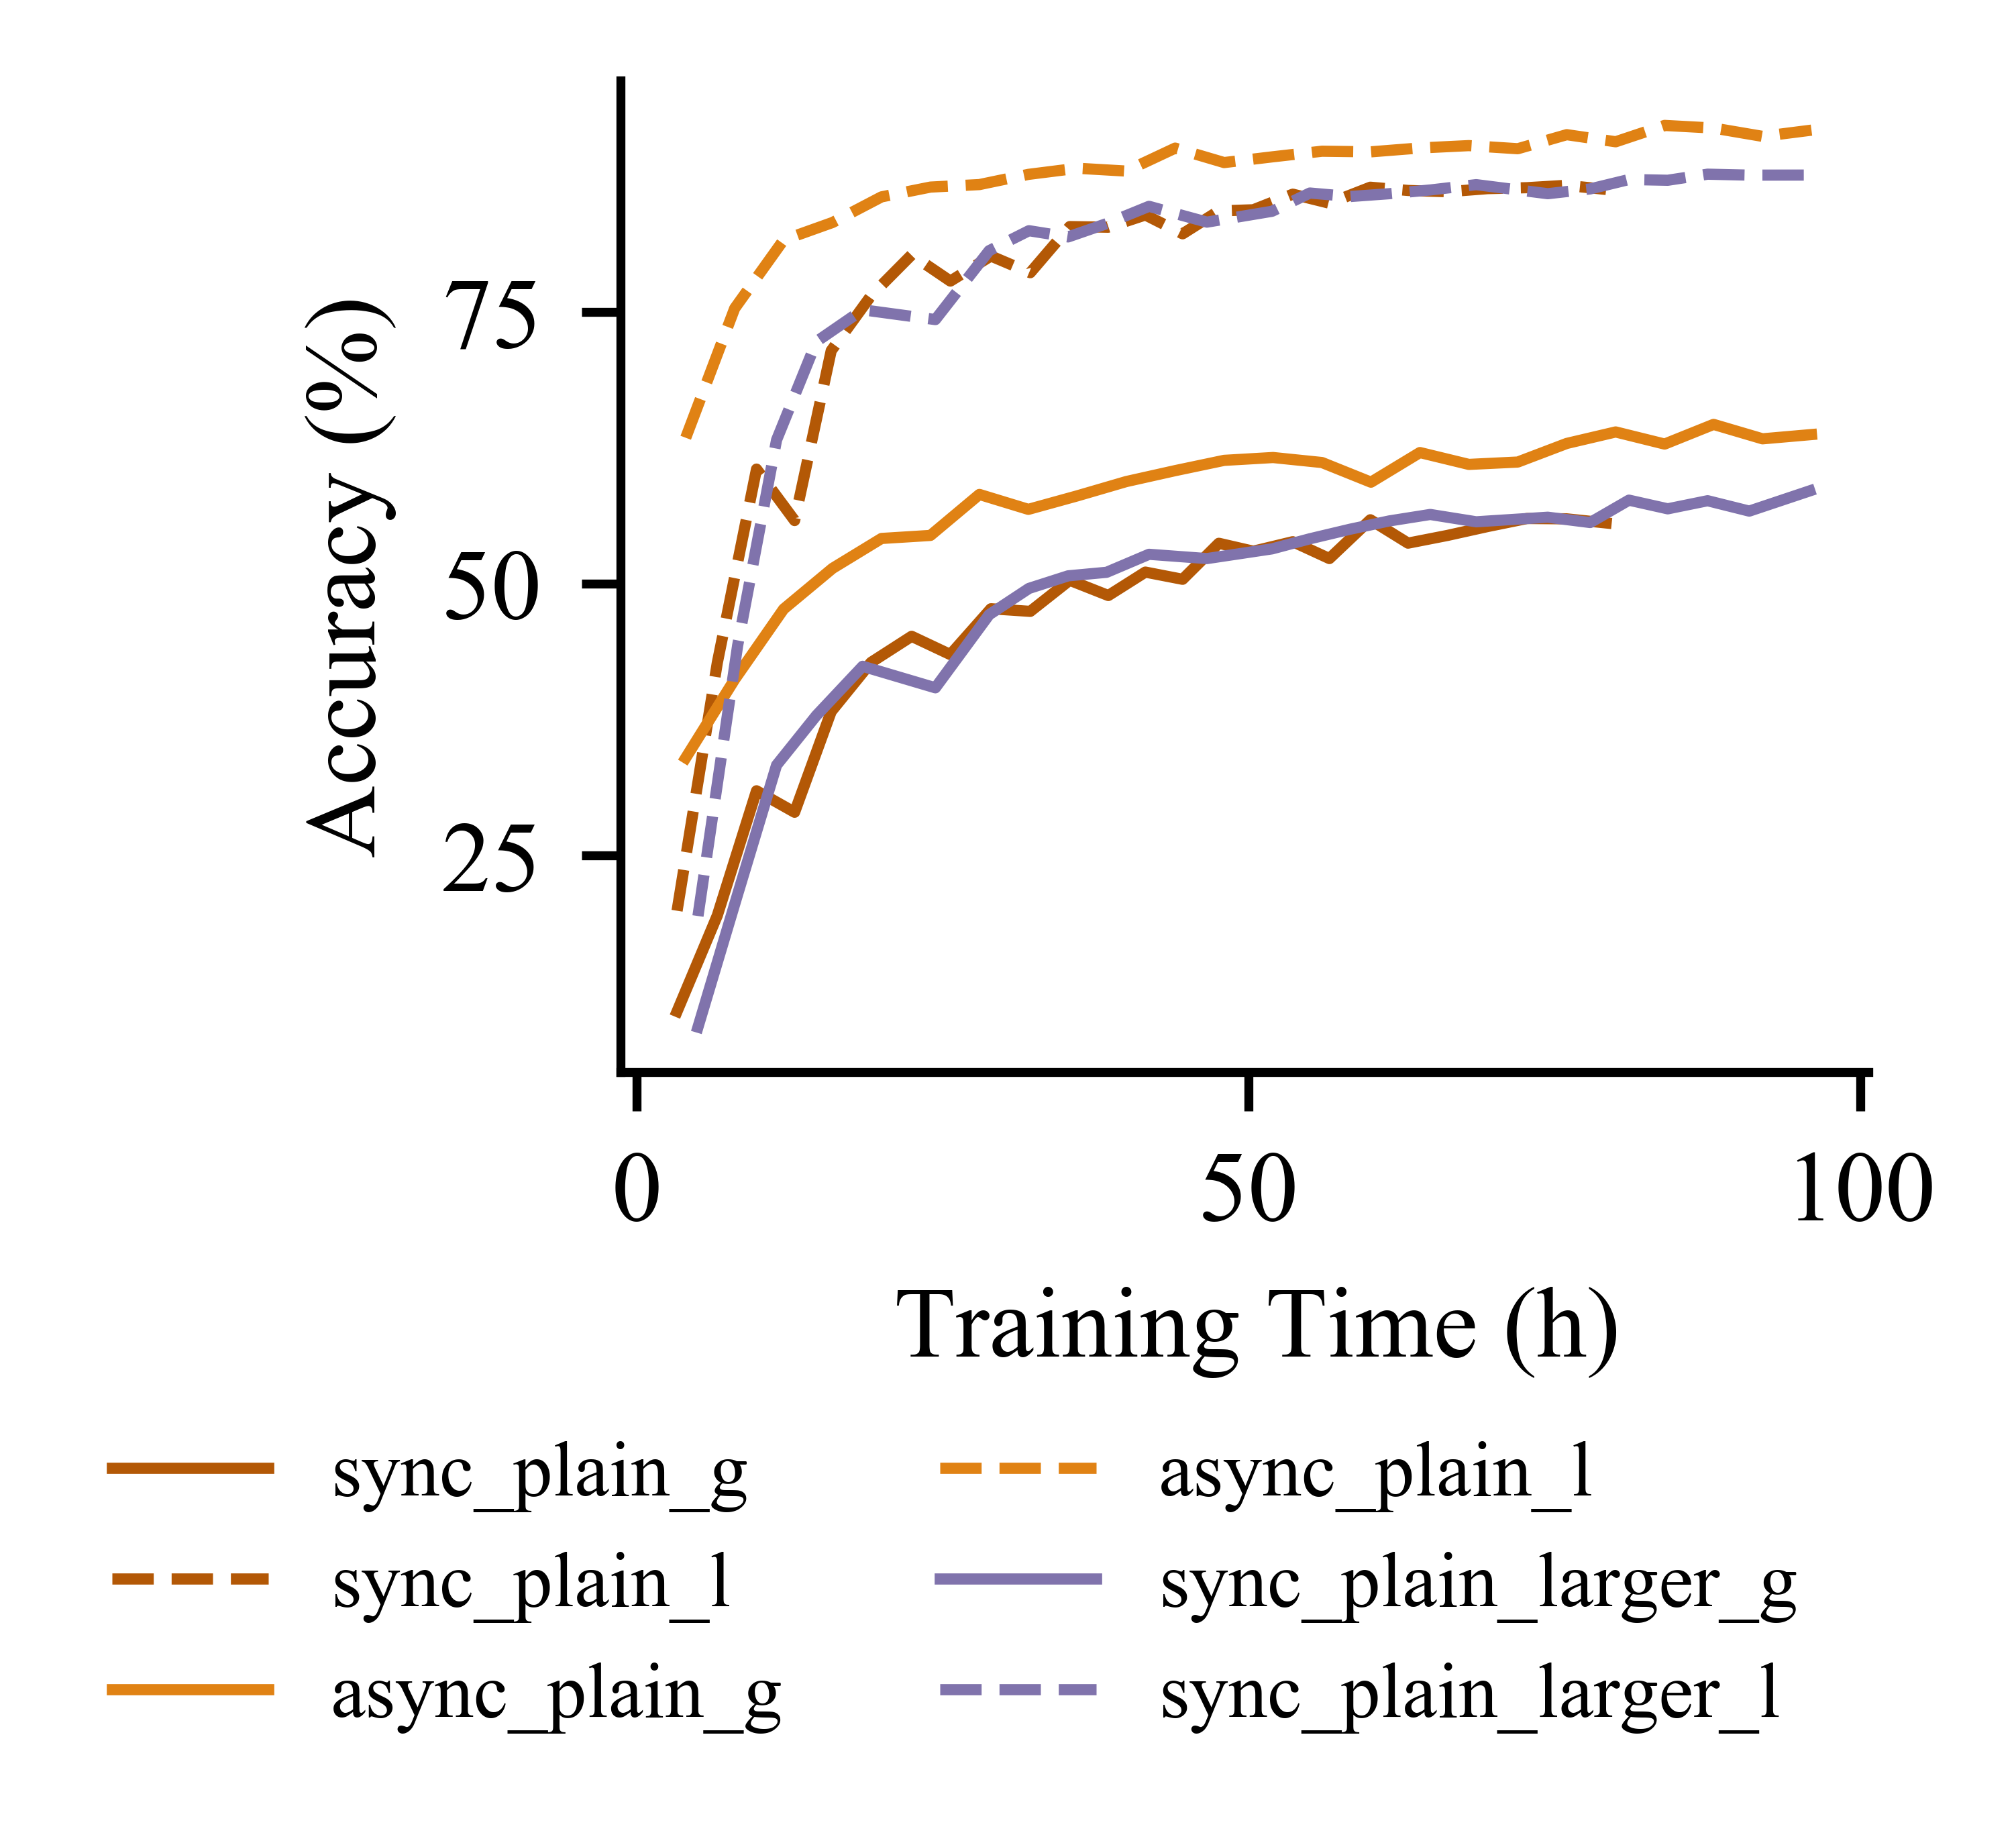 Accuracy (%)
75
50
25
0 50 100
Training Time (h)
sync_plain_g
sync_plain_l
async_plain_g
async_plain_l
sync_plain_larger_g
sync_plain_larger_l